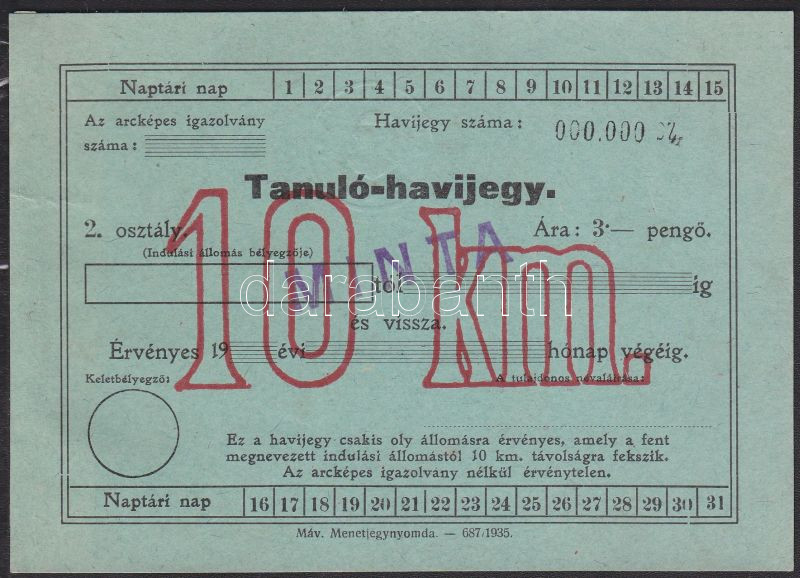 Naptári nap 1 2 3 4 5 6 7 8 9 10 11 12 13 14 15
Az arcképes igazolvány
száma:
Havijegy száma: 000.000
Tanuló-havijegy.
2. osztály. Ára: 3·— pengő.
(Indulási állomás bélyegzője)
10 km.
MINTA
darabanth
tól ig
és vissza.
Érvényes 19 évi hónap végéig.
Keletbélyegző: A tulajdonos névaláírása:
Ez a havijegy csakis oly állomásra érvényes, amely a fent
megnevezett indulási állomástól 10 km. távolságra fekszik.
Az arcképes igazolvány nélkül érvénytelen.
Naptári nap 16 17 18 19 20 21 22 23 24 25 26 27 28 29 30 31
Máv. Menetjegynyomda. — 687/1935.